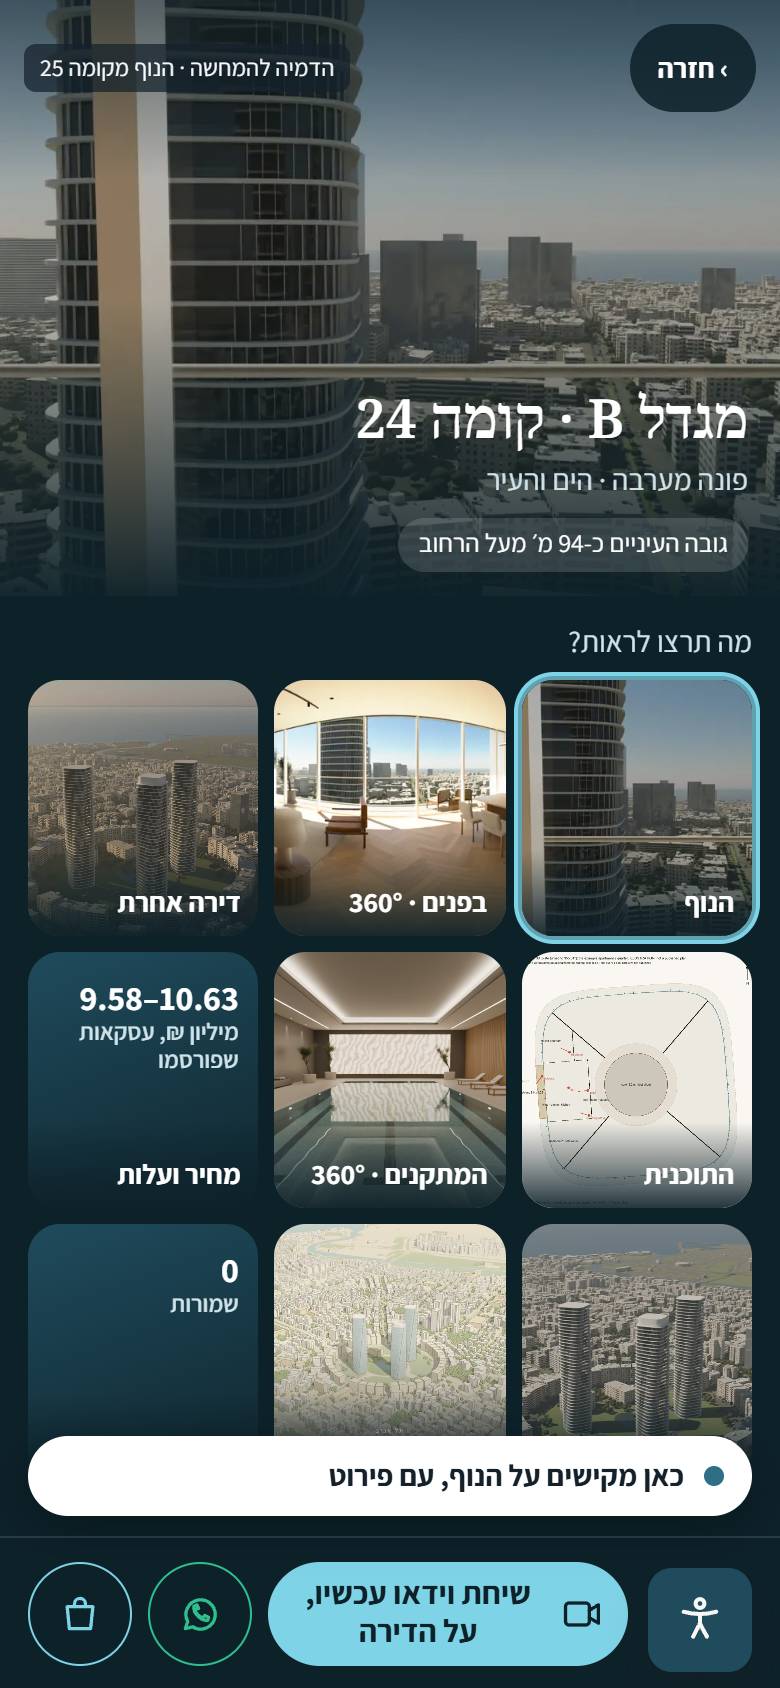 ‹ חזרה
הדמיה להמחשה · הנוף מקומה 25
מגדל B · קומה 24
פונה מערבה · הים והעיר
גובה העיניים כ-94 מ׳ מעל הרחוב
מה תרצו לראות?
הנוף
בפנים · 360°
דירה אחרת
התוכנית
המתקנים · 360°
9.58–10.63
מיליון ₪, עסקאות
שפורסמו
מחיר ועלות
0
שמורות
כאן מקישים על הנוף, עם פירוט
שיחת וידאו עכשיו,
על הדירה